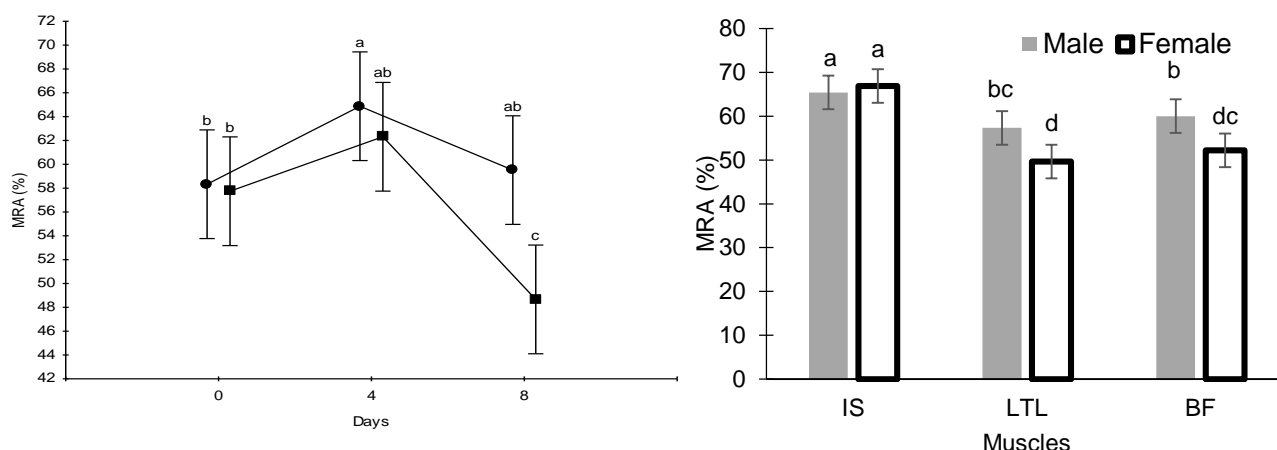 72
70
68
66
64
62
60
58
56
54
52
50
48
46
44
42
MRA (%)
b b
a
ab
ab
c
0 4 8
Days
80
70
60
50
40
30
20
10
0
MRA (%)
Male Female
a a
bc d
b dc
IS LTL BF
Muscles